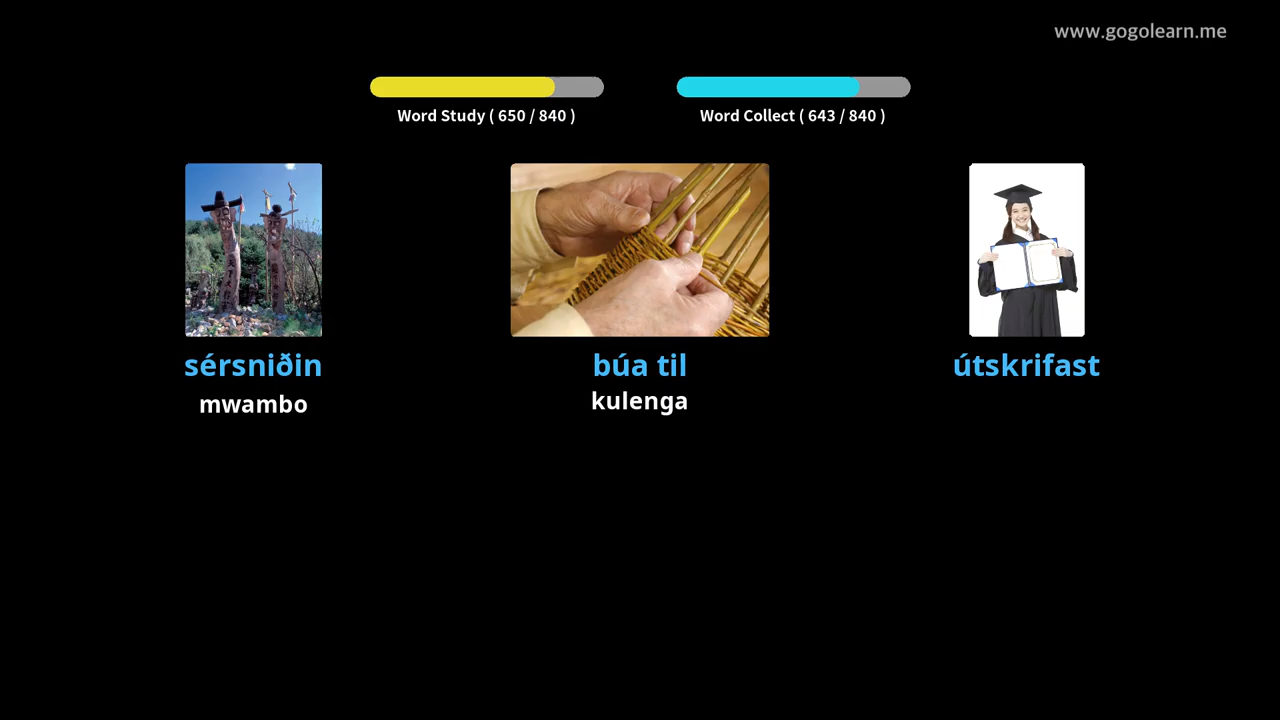 www.gogolearn.me
Word Study ( 650 / 840 )
Word Collect ( 643 / 840 )
sérsniðin
búa til
útskrifast
mwambo
kulenga